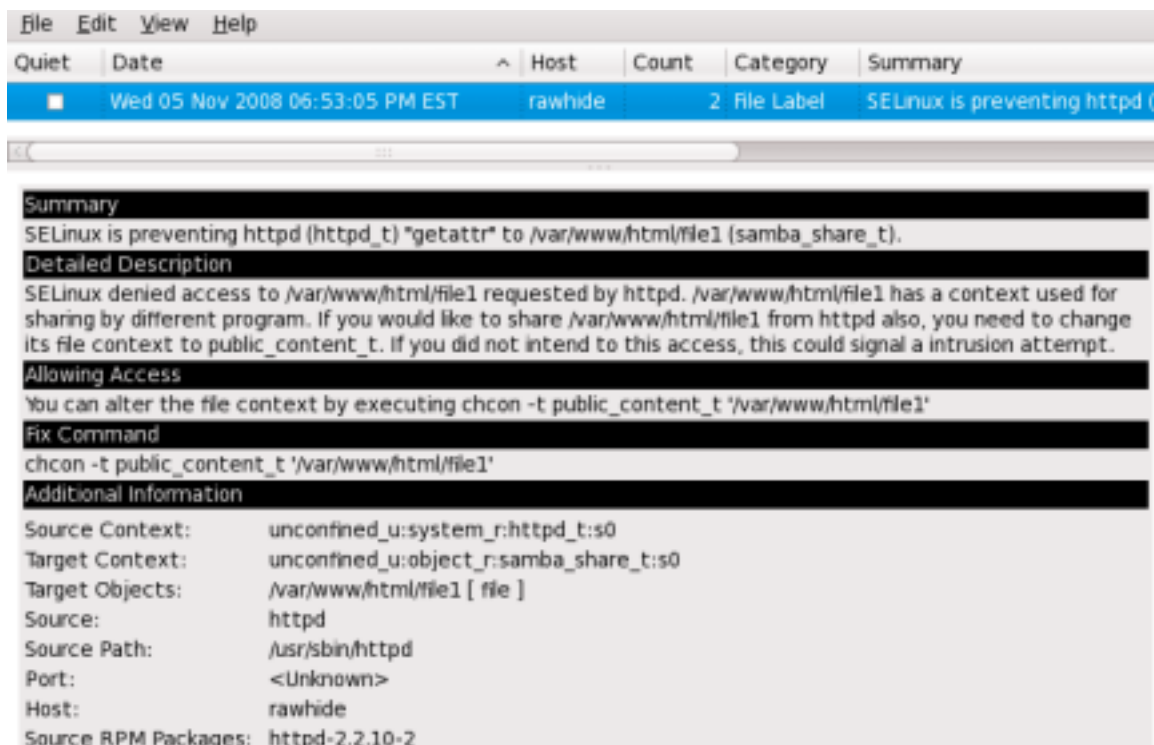 File Edit View Help
Quiet Date Host Count Category Summary
Wed 05 Nov 2008 06:53:05 PM EST rawhide 2 File Label SELinux is preventing httpd (
Summary
SELinux is preventing httpd (httpd_t) "getattr" to /var/www/html/file1 (samba_share_t).
Detailed Description
SELinux denied access to /var/www/html/file1 requested by httpd. /var/www/html/file1 has a context used for
sharing by different program. If you would like to share /var/www/html/file1 from httpd also, you need to change
its file context to public_content_t. If you did not intend to this access, this could signal a intrusion attempt.
Allowing Access
You can alter the file context by executing chcon -t public_content_t '/var/www/html/file1'
Fix Command
chcon -t public_content_t '/var/www/html/file1'
Additional Information
Source Context: unconfined_u:system_r:httpd_t:s0
Target Context: unconfined_u:object_r:samba_share_t:s0
Target Objects: /var/www/html/file1 [ file ]
Source: httpd
Source Path: /usr/sbin/httpd
Port: <Unknown>
Host: rawhide
Source RPM Packages: httpd-2.2.10-2